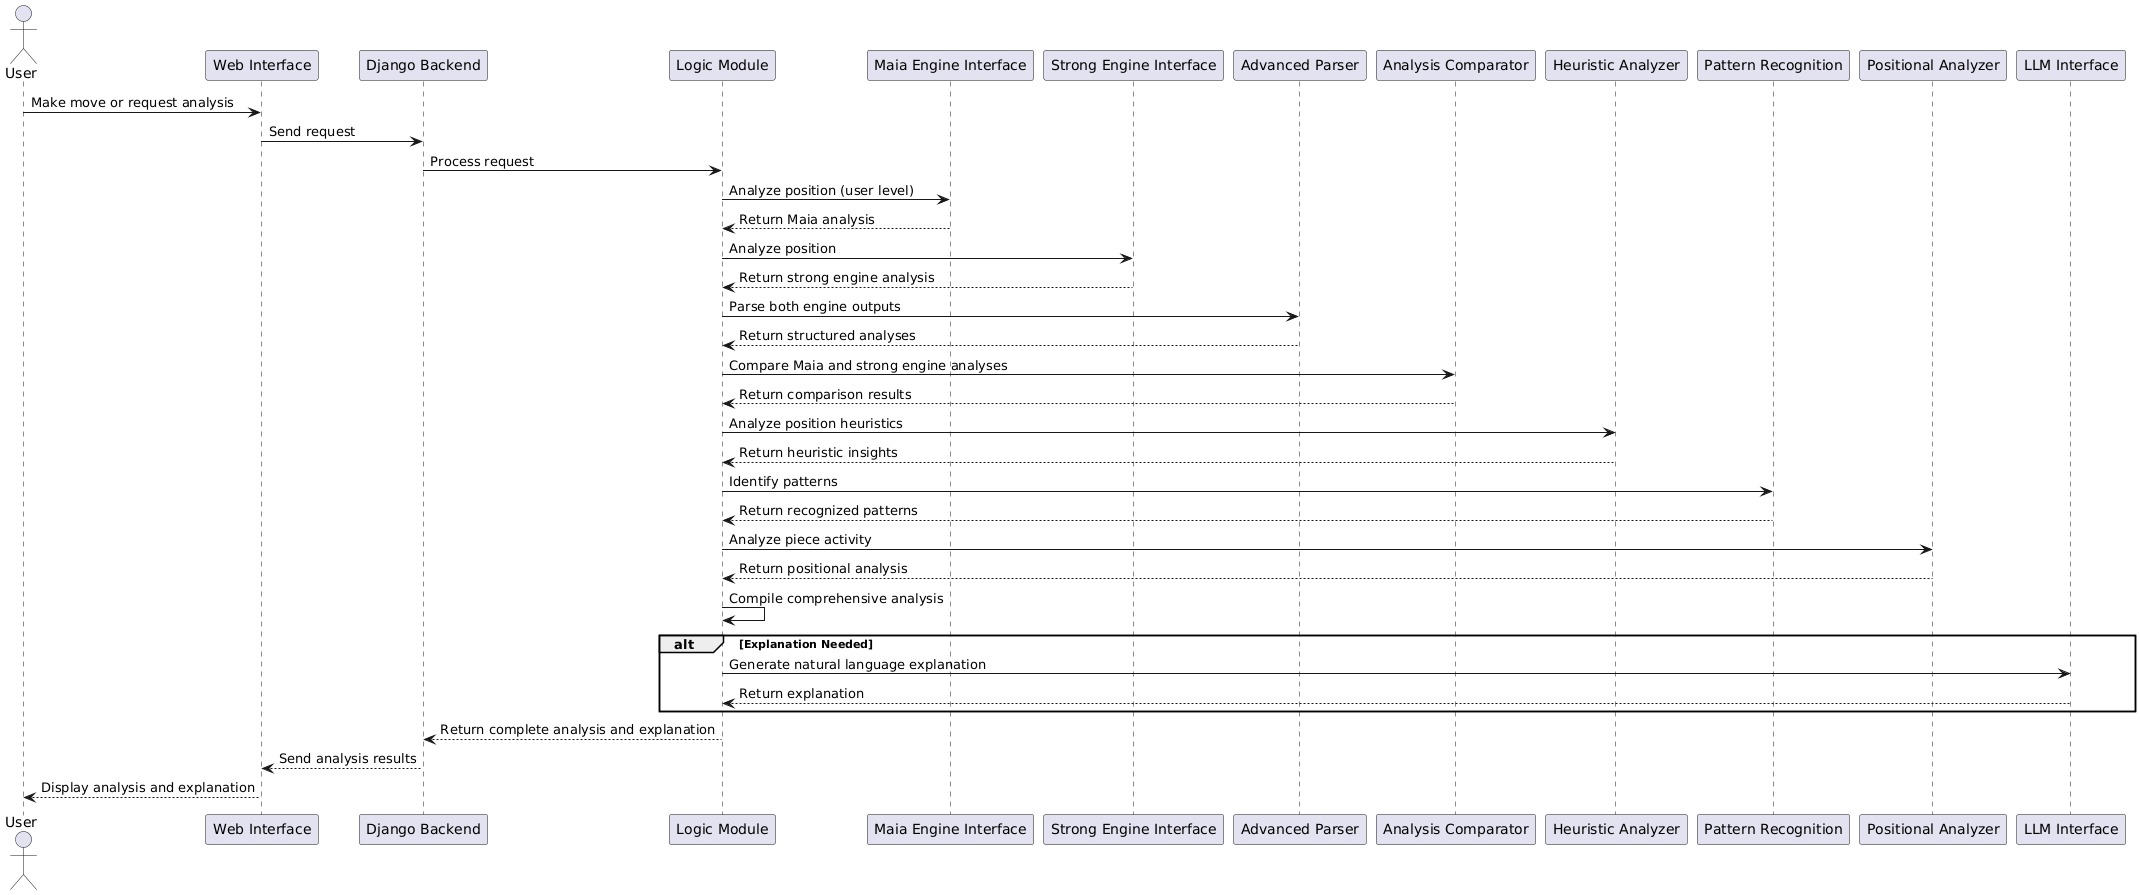 User
Web Interface
Django Backend
Logic Module
Maia Engine Interface
Strong Engine Interface
Advanced Parser
Analysis Comparator
Heuristic Analyzer
Pattern Recognition
Positional Analyzer
LLM Interface
Make move or request analysis
Send request
Process request
Analyze position (user level)
Return Maia analysis
Analyze position
Return strong engine analysis
Parse both engine outputs
Return structured analyses
Compare Maia and strong engine analyses
Return comparison results
Analyze position heuristics
Return heuristic insights
Identify patterns
Return recognized patterns
Analyze piece activity
Return positional analysis
Compile comprehensive analysis
alt
[Explanation Needed]
Generate natural language explanation
Return explanation
Return complete analysis and explanation
Send analysis results
Display analysis and explanation
User
Web Interface
Django Backend
Logic Module
Maia Engine Interface
Strong Engine Interface
Advanced Parser
Analysis Comparator
Heuristic Analyzer
Pattern Recognition
Positional Analyzer
LLM Interface